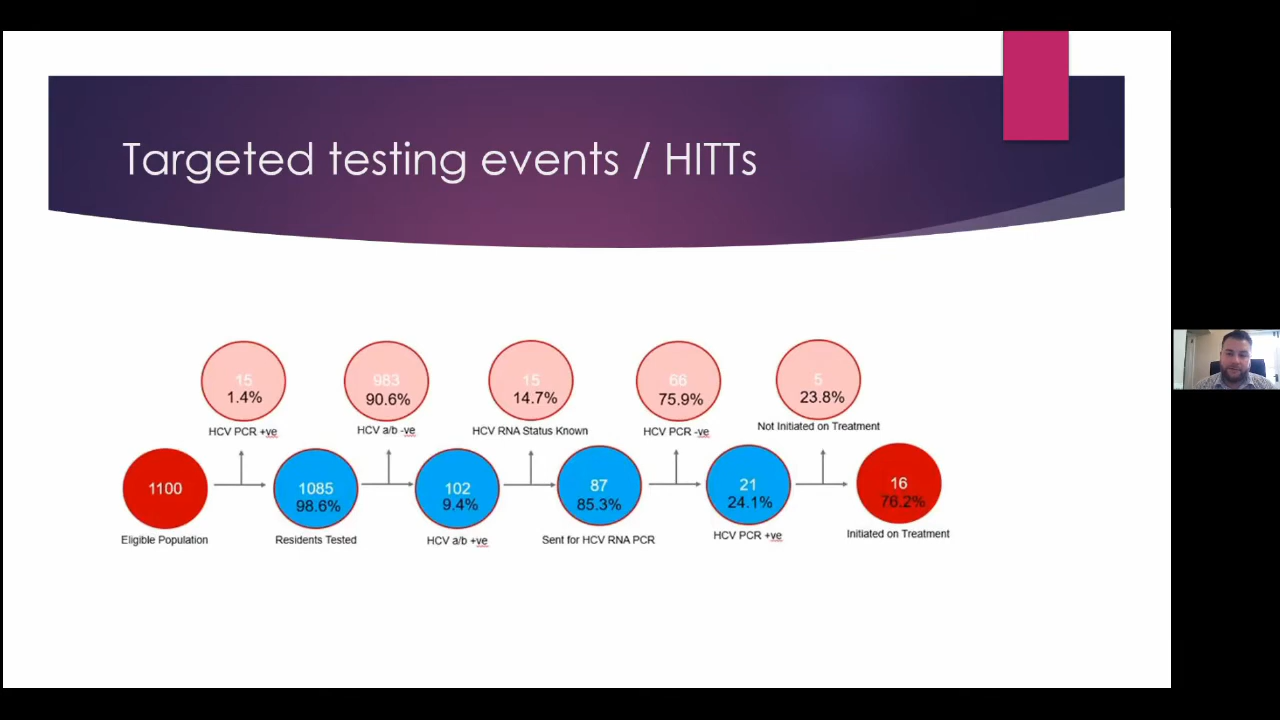 Targeted testing events / HITTs
15
1.4%
HCV PCR +ve
983
90.6%
HCV a/b -ve
15
14.7%
HCV RNA Status Known
66
75.9%
HCV PCR -ve
5
23.8%
Not Initiated on Treatment
1100
Eligible Population
1085
98.6%
Residents Tested
102
9.4%
HCV a/b +ve
87
85.3%
Sent for HCV RNA PCR
21
24.1%
HCV PCR +ve
16
76.2%
Initiated on Treatment